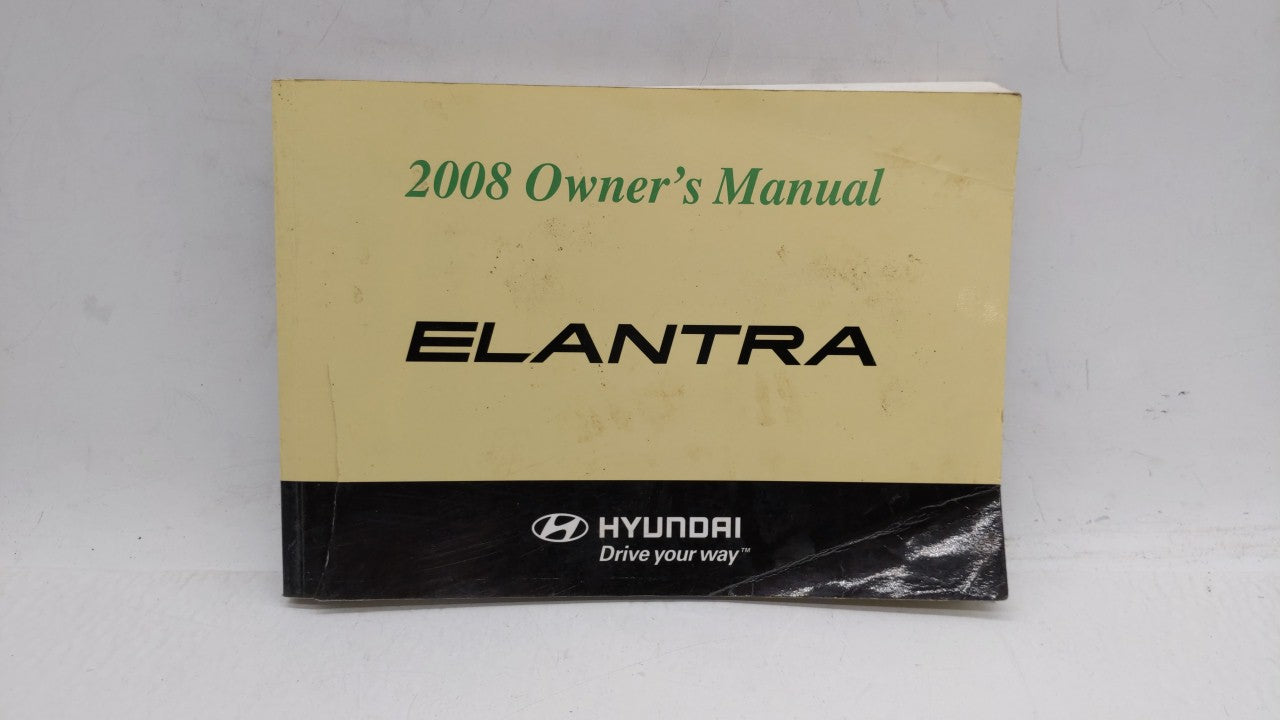 2008 Owner's Manual
ELANTRA
HYUNDAI
Drive your way™